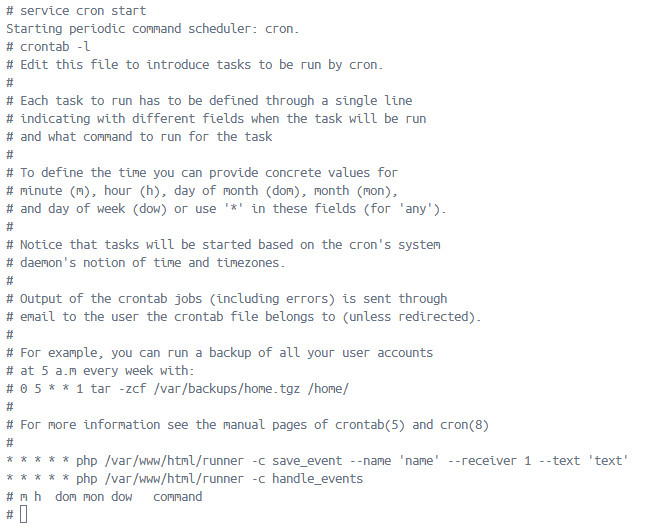 # service cron start
Starting periodic command scheduler: cron.
# crontab -l
# Edit this file to introduce tasks to be run by cron.
#
# Each task to run has to be defined through a single line
# indicating with different fields when the task will be run
# and what command to run for the task
#
# To define the time you can provide concrete values for
# minute (m), hour (h), day of month (dom), month (mon),
# and day of week (dow) or use '*' in these fields (for 'any').
#
# Notice that tasks will be started based on the cron's system
# daemon's notion of time and timezones.
#
# Output of the crontab jobs (including errors) is sent through
# email to the user the crontab file belongs to (unless redirected).
#
# For example, you can run a backup of all your user accounts
# at 5 a.m every week with:
# 0 5 * * 1 tar -zcf /var/backups/home.tgz /home/
#
# For more information see the manual pages of crontab(5) and cron(8)
#
* * * * * php /var/www/html/runner -c save_event --name 'name' --receiver 1 --text 'text'
* * * * * php /var/www/html/runner -c handle_events
# m h  dom mon dow   command
#